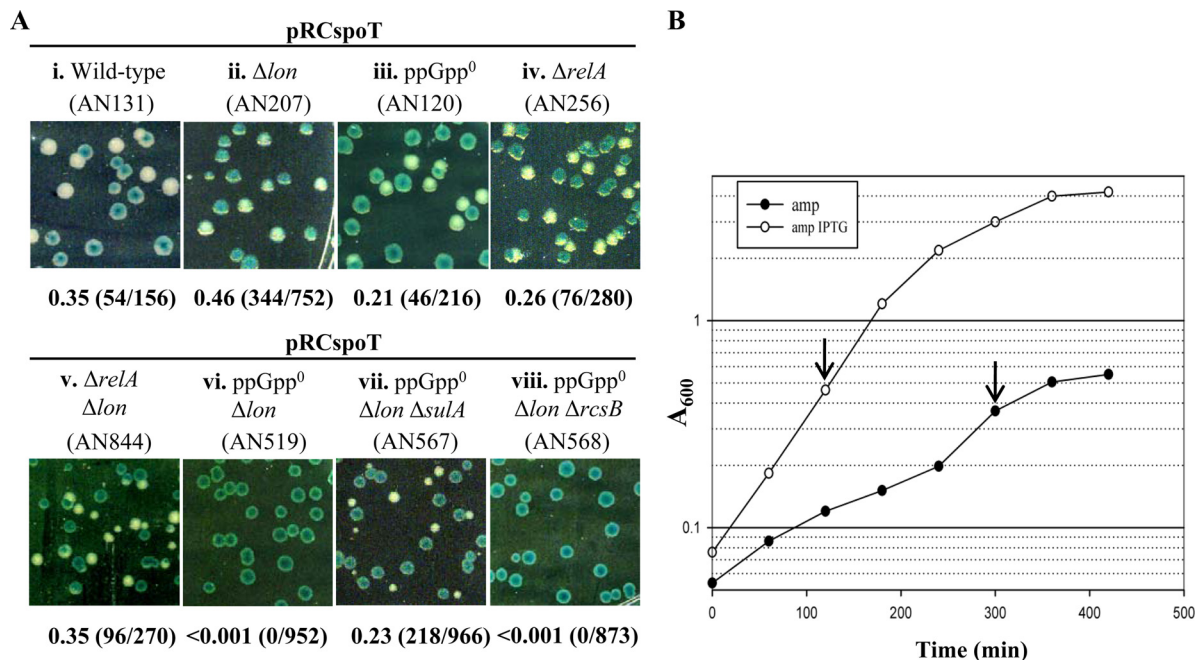 A
pRCspoT
i. Wild-type (AN131)
ii. Δlon (AN207)
iii. ppGpp⁰ (AN120)
iv. ΔrelA (AN256)
0.35 (54/156) 0.46 (344/752) 0.21 (46/216) 0.26 (76/280)
pRCspoT
v. ΔrelA Δlon (AN844)
vi. ppGpp⁰ Δlon (AN519)
vii. ppGpp⁰ Δlon ΔsulA (AN567)
viii. ppGpp⁰ Δlon ΔrcsB (AN568)
0.35 (96/270) <0.001 (0/952) 0.23 (218/966) <0.001 (0/873)
B
amp
amp IPTG
A600
1
0.1
0 100 200 300 400 500
Time (min)